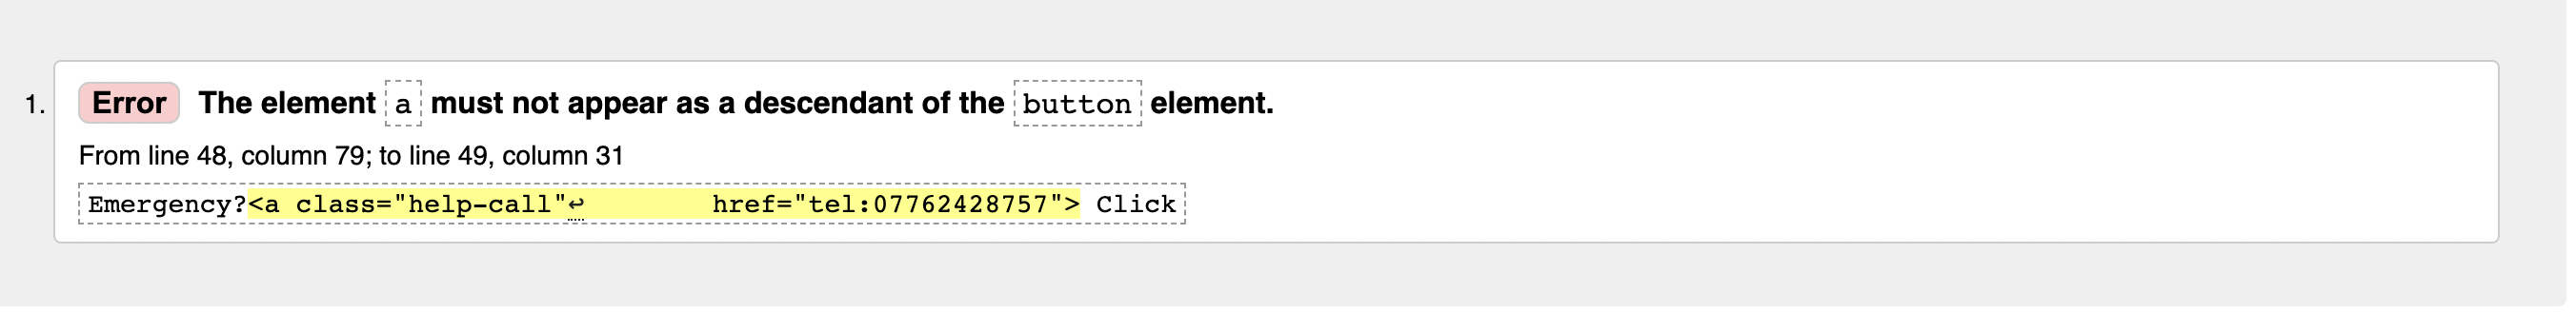 1. Error The element a must not appear as a descendant of the button element.
From line 48, column 79; to line 49, column 31
Emergency?<a class="help-call"↩ href="tel:07762428757"> Click